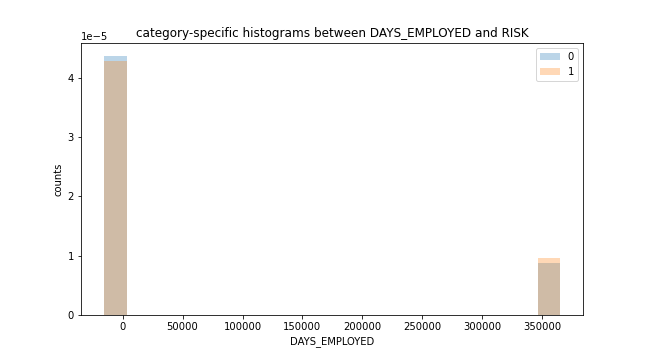 category-specific histograms between DAYS_EMPLOYED and RISK
1e−5
0
1
4
3
2
1
0
counts
0 50000 100000 150000 200000 250000 300000 350000
DAYS_EMPLOYED